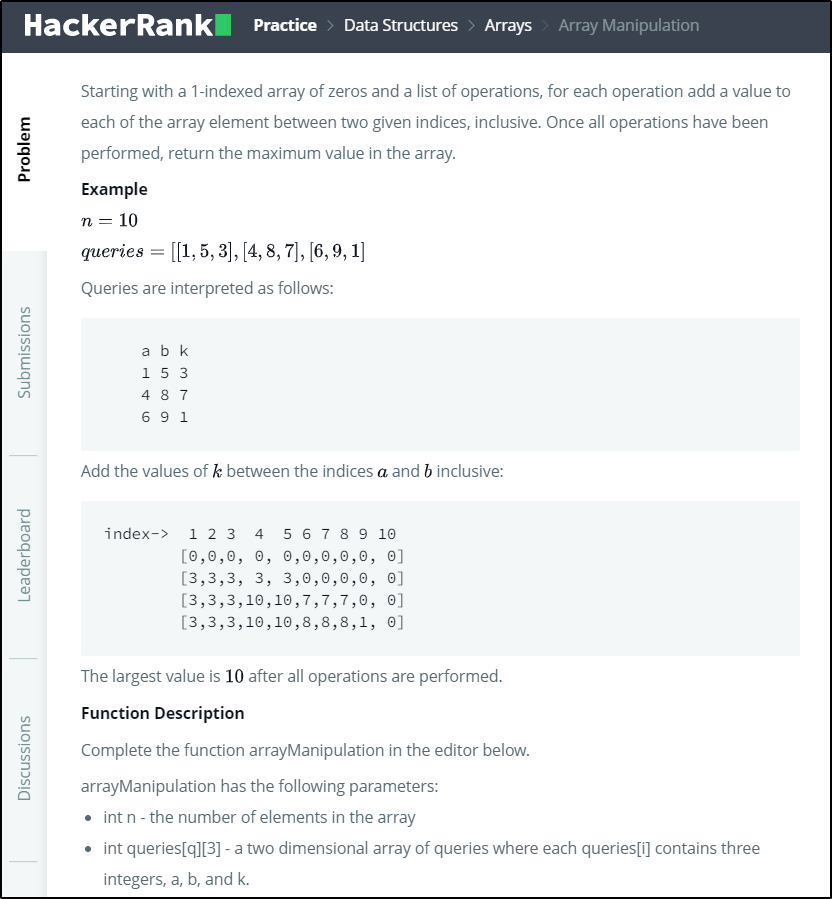 HackerRank Practice > Data Structures > Arrays > Array Manipulation
Problem
Submissions
Leaderboard
Discussions
Starting with a 1-indexed array of zeros and a list of operations, for each operation add a value to
each of the array element between two given indices, inclusive. Once all operations have been
performed, return the maximum value in the array.
Example
n = 10
queries = [[1, 5, 3], [4, 8, 7], [6, 9, 1]
Queries are interpreted as follows:
a b k
1 5 3
4 8 7
6 9 1
Add the values of k between the indices a and b inclusive:
index-> 1 2 3 4 5 6 7 8 9 10
[0,0,0, 0, 0,0,0,0,0, 0]
[3,3,3, 3, 3,0,0,0,0, 0]
[3,3,3,10,10,7,7,7,0, 0]
[3,3,3,10,10,8,8,8,1, 0]
The largest value is 10 after all operations are performed.
Function Description
Complete the function arrayManipulation in the editor below.
arrayManipulation has the following parameters:
• int n - the number of elements in the array
• int queries[q][3] - a two dimensional array of queries where each queries[i] contains three
integers, a, b, and k.